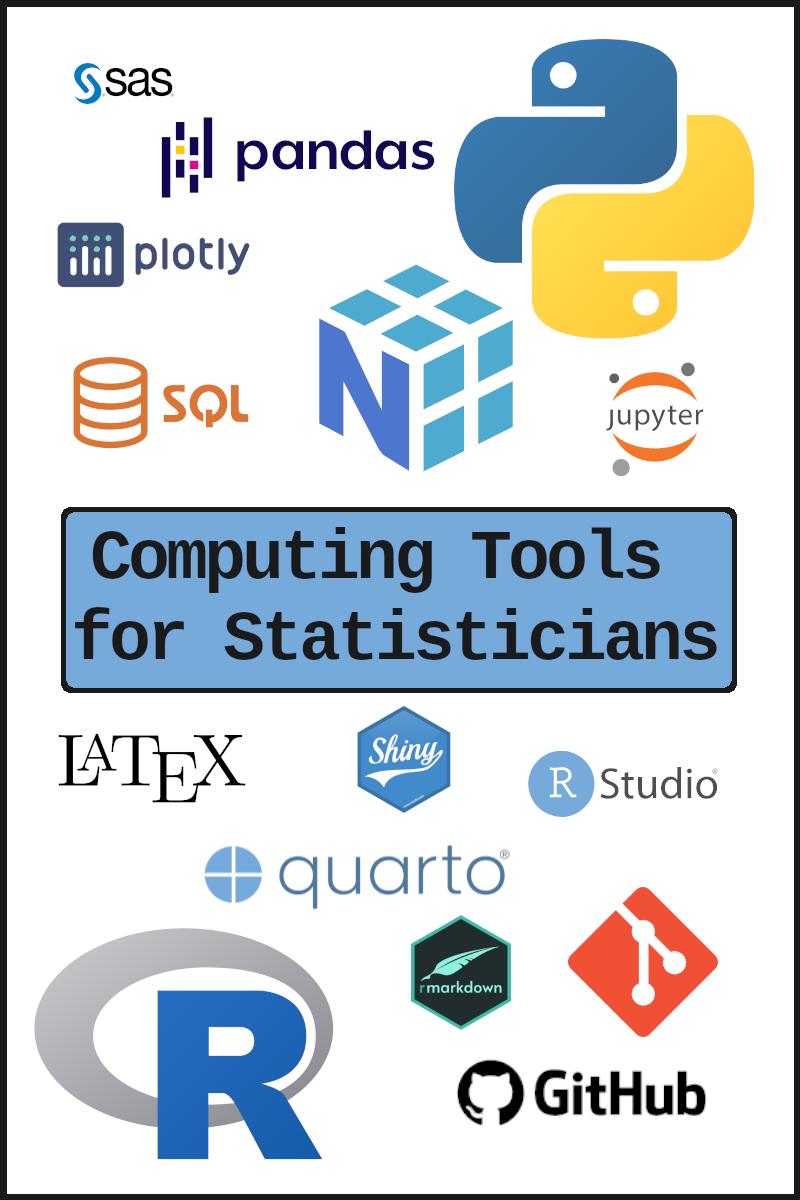 sas
pandas
plotly
N
SQL
jupyter
Computing Tools
for Statisticians
LATEX
Shiny
R Studio®
quarto®
rmarkdown
R
GitHub